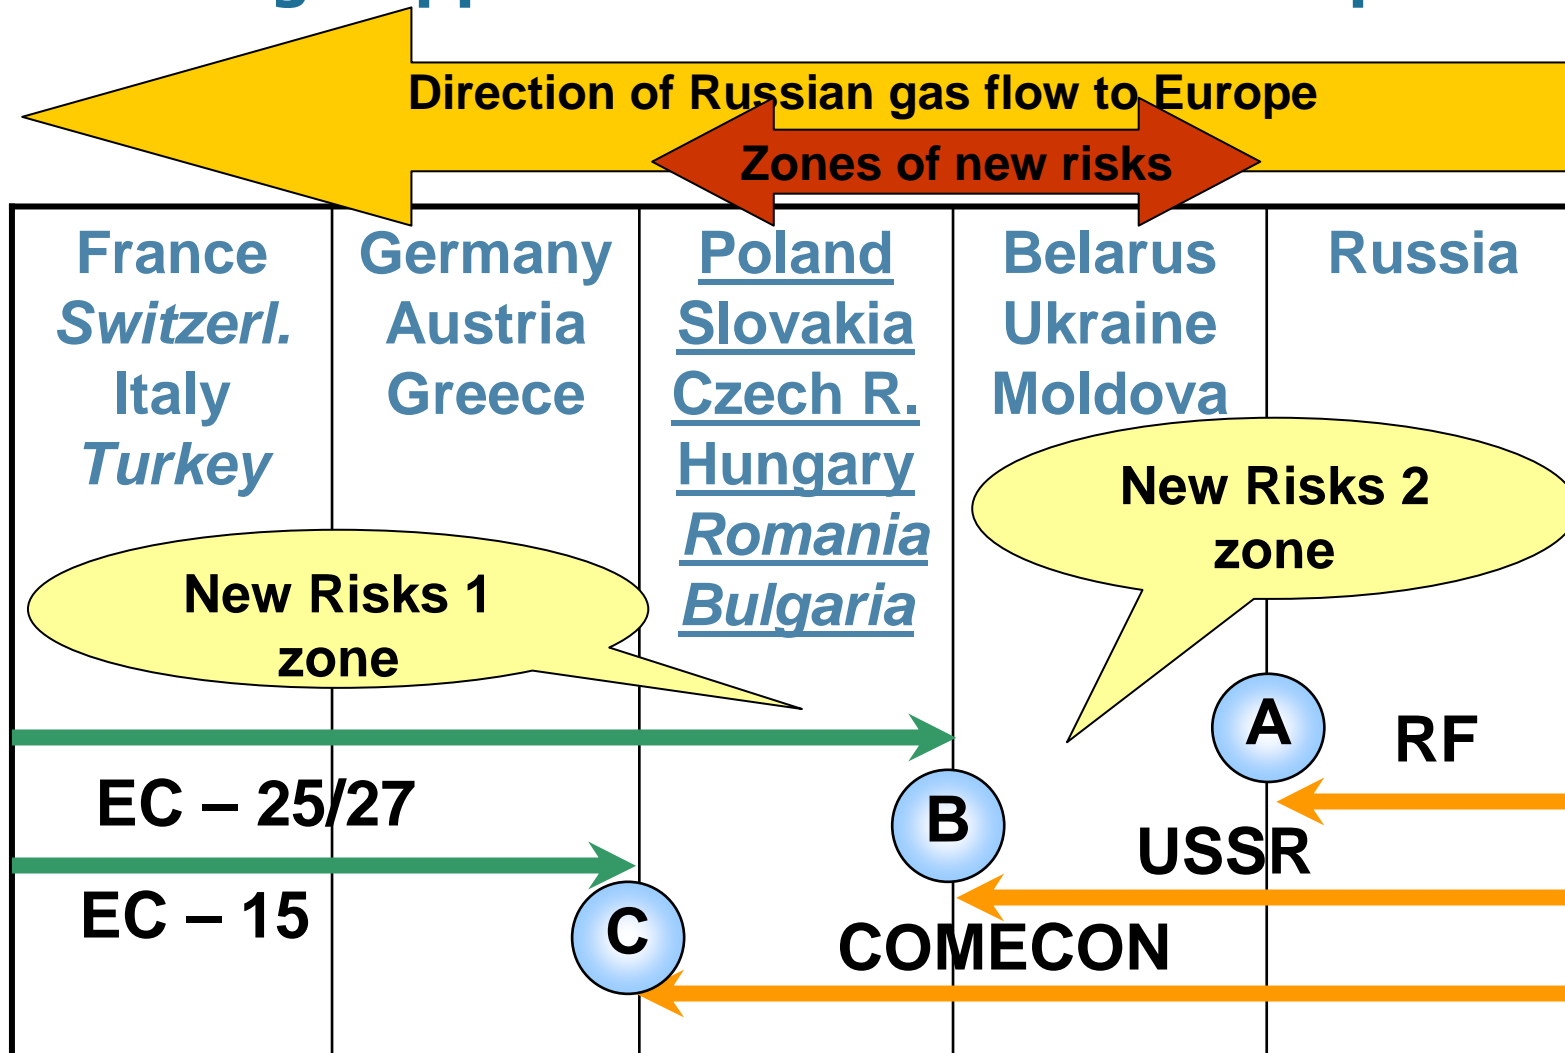 Direction of Russian gas flow to Europe
Zones of new risks
France
Switzerl.
Italy
Turkey
Germany
Austria
Greece
Poland
Slovakia
Czech R.
Hungary
Romania
Bulgaria
Belarus
Ukraine
Moldova
Russia
New Risks 1
zone
New Risks 2
zone
A
RF
EC – 25/27
B
USSR
EC – 15
C
COMECON